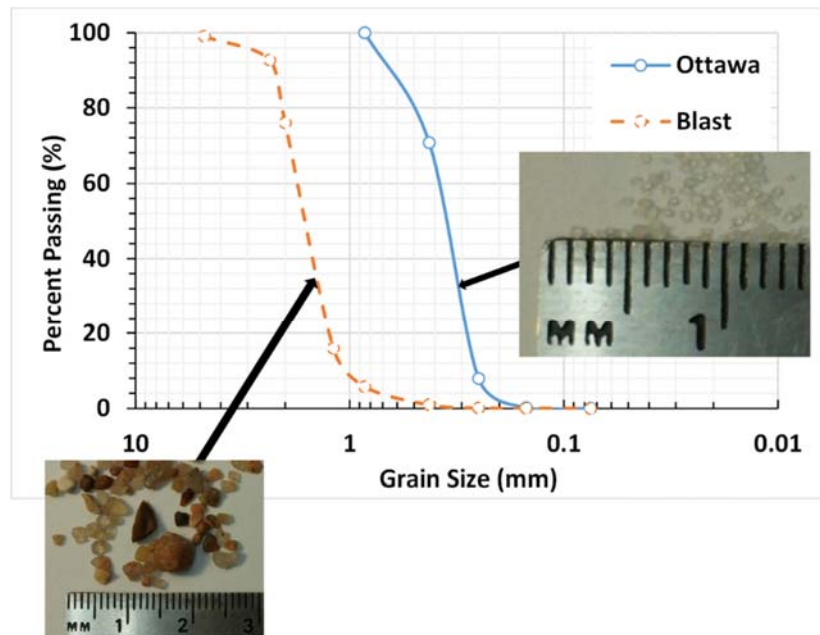 100
80
60
40
20
0
Percent Passing (%)
Ottawa
Blast
MM 1
10 1 0.1 0.01
Grain Size (mm)
MM 1 2 3